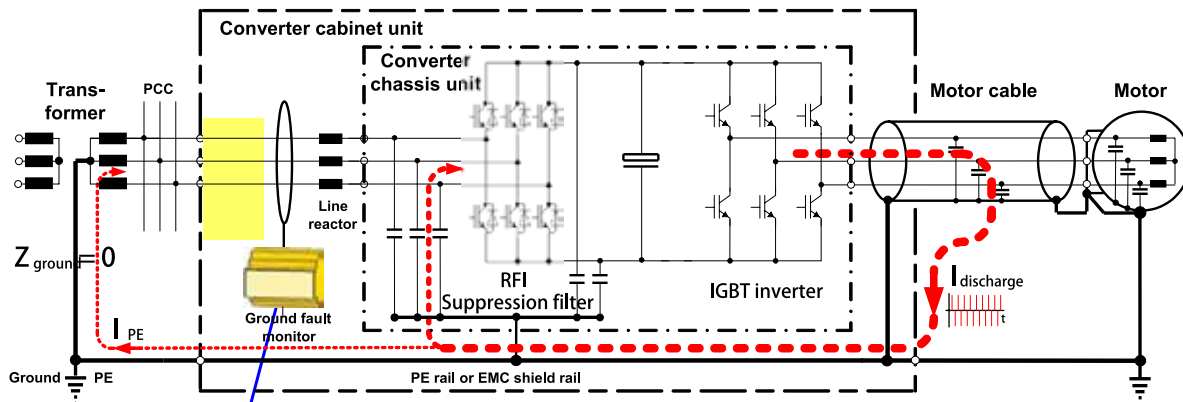 Converter cabinet unit
Converter
chassis unit
Trans-
former
PCC
Motor cable
Motor
Line
reactor
Z ground = 0
RFI
Suppression filter
IGBT inverter
I discharge
t
Ground fault
monitor
I PE
Ground
PE
PE rail or EMC shield rail